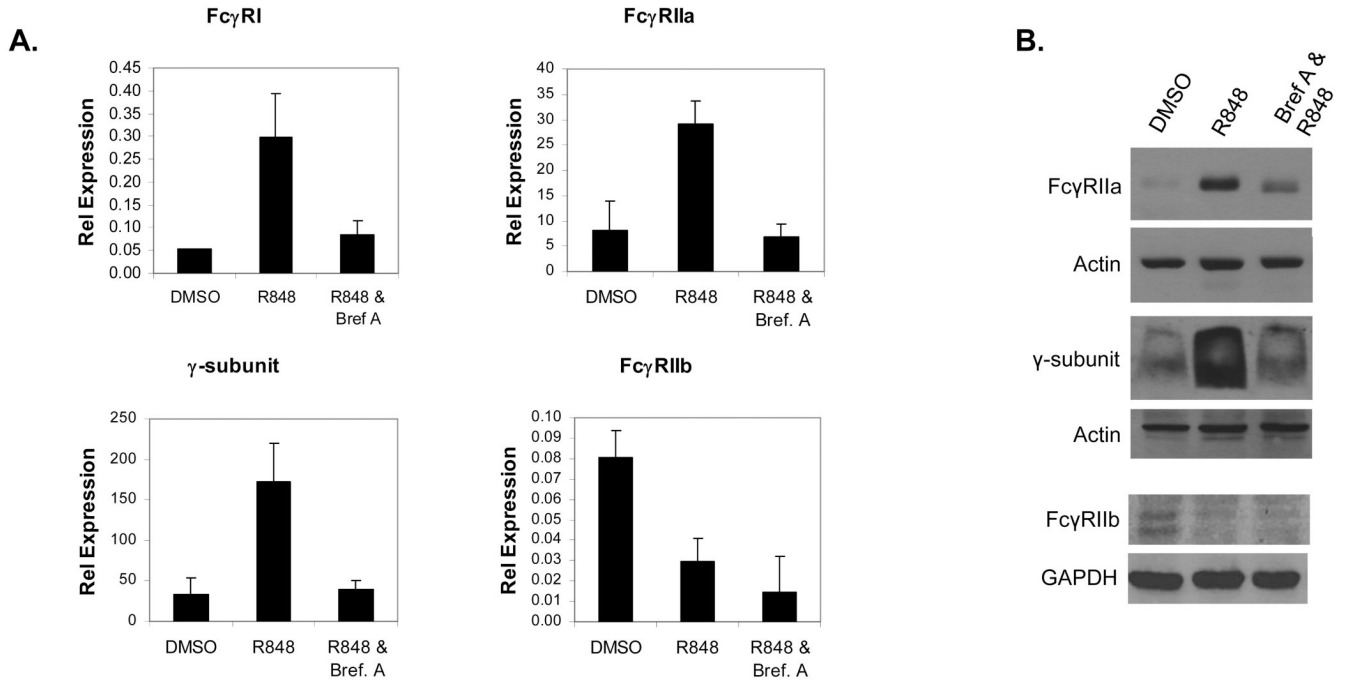 A.
FcγRI
Rel Expression
0.45
0.40
0.35
0.30
0.25
0.20
0.15
0.10
0.05
0.00
DMSO
R848
R848 &
Bref A
FcγRIIa
Rel Expression
40
35
30
25
20
15
10
5
0
DMSO
R848
R848 &
Bref. A
γ-subunit
Rel Expression
250
200
150
100
50
0
DMSO
R848
R848 &
Bref. A
FcγRIIb
Rel Expression
0.10
0.09
0.08
0.07
0.06
0.05
0.04
0.03
0.02
0.01
0.00
DMSO
R848
R848 &
Bref. A
B.
DMSO
R848
Bref A &
R848
FcγRIIa
Actin
γ-subunit
Actin
FcγRIIb
GAPDH